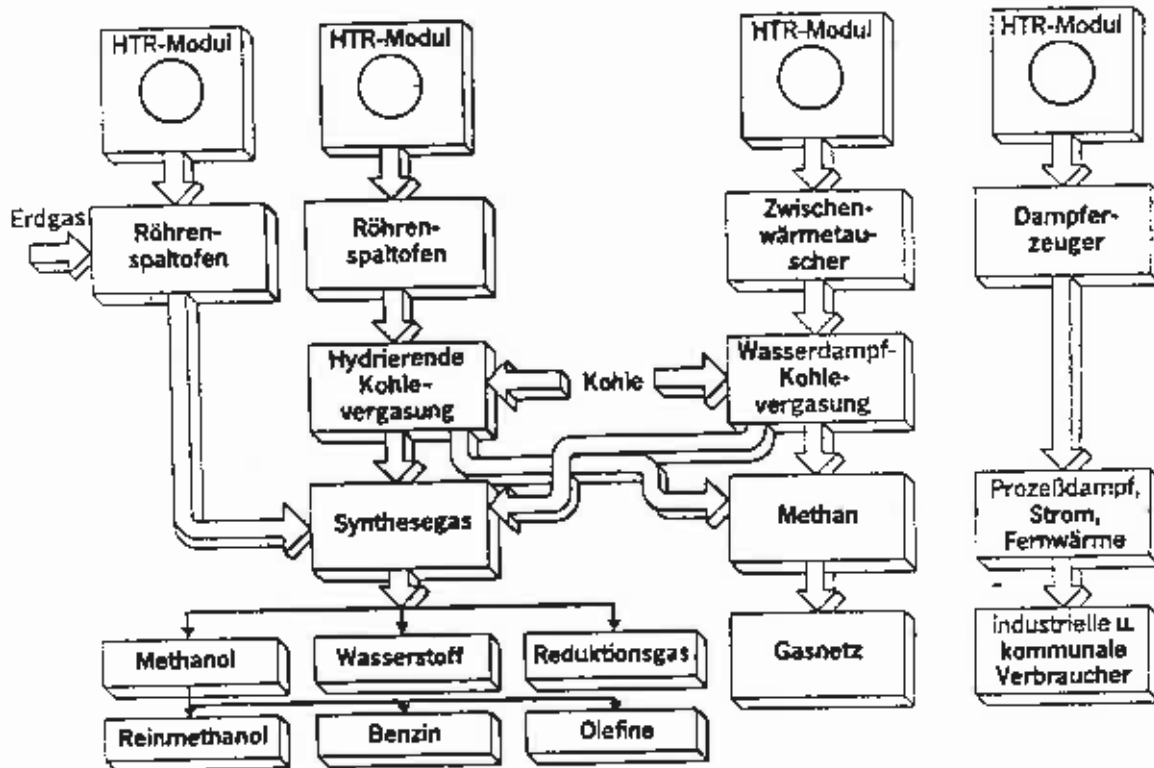 HTR-Modul
HTR-Modul
HTR-Modul
HTR-Modul
Erdgas
Röhren-
spaltofen
Röhren-
spaltofen
Zwischen-
wärmetau-
scher
Dampfer-
zeuger
Hydrierende
Kohle-
vergasung
Kohle
Wasserdampf-
Kohle-
vergasung
Synthesegas
Methan
Prozeßdampf,
Strom,
Fernwärme
Methanol
Wasserstoff
Reduktionsgas
Gasnetz
industrielle u.
kommunale
Verbraucher
Reinmethanol
Benzin
Olefine